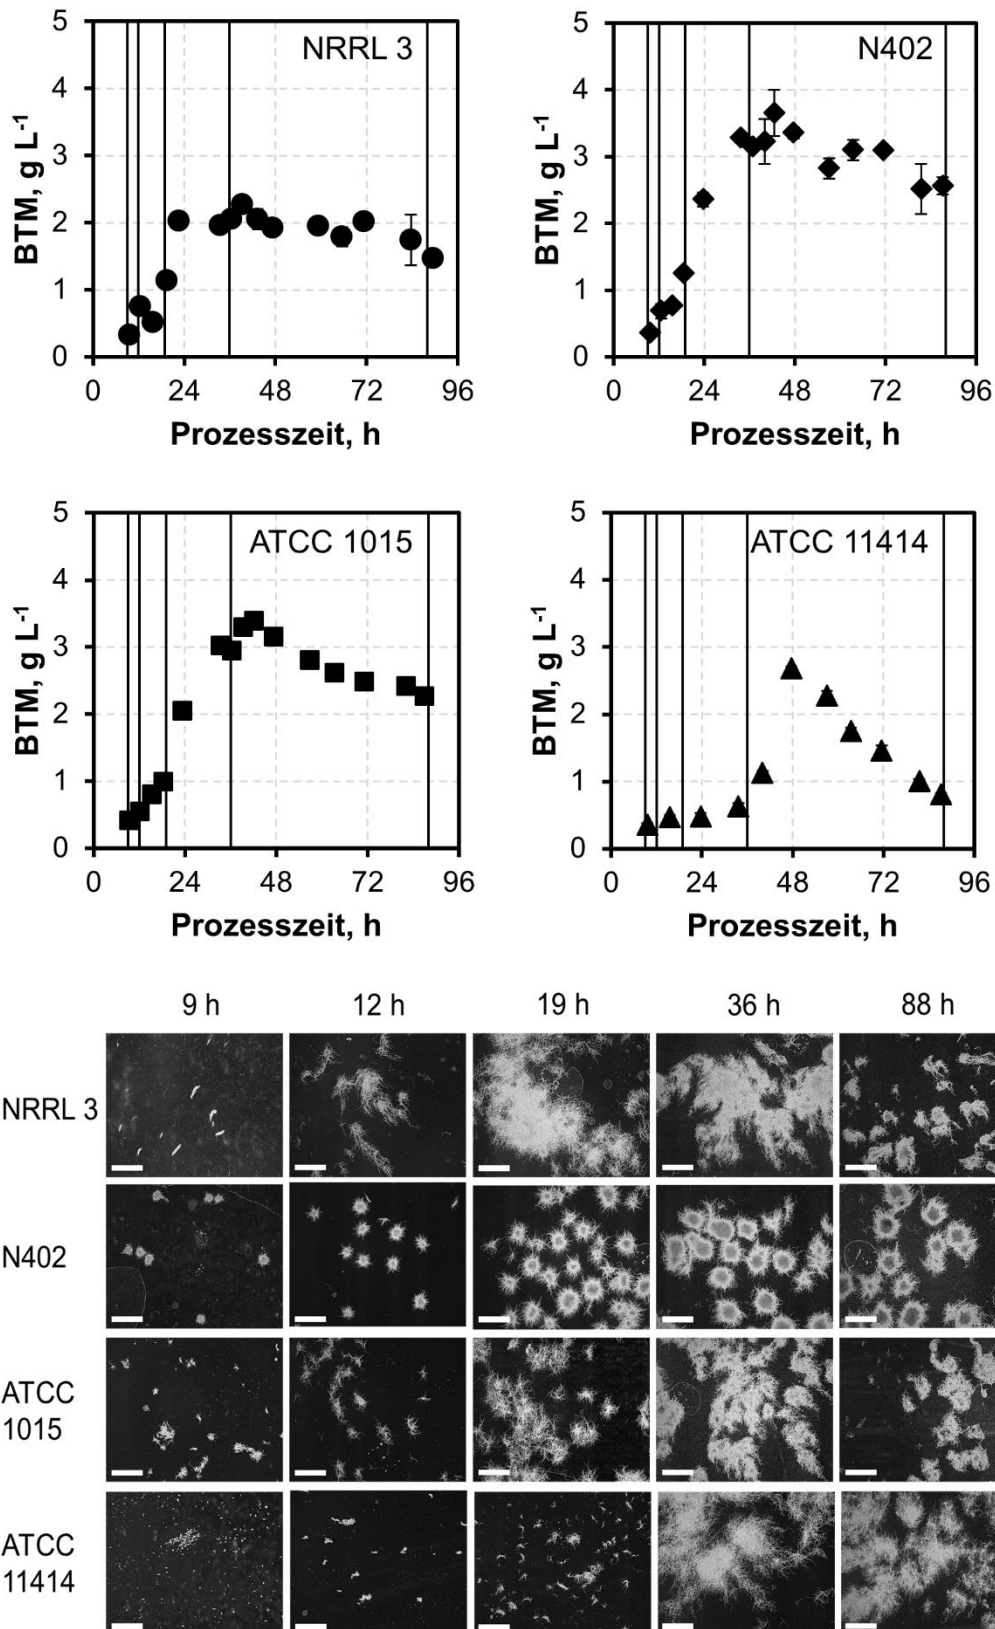 NRRL 3
5
4
3
2
1
0
BTM, g L-1
0 24 48 72 96
Prozesszeit, h
N402
5
4
3
2
1
0
BTM, g L-1
0 24 48 72 96
Prozesszeit, h
ATCC 1015
5
4
3
2
1
0
BTM, g L-1
0 24 48 72 96
Prozesszeit, h
ATCC 11414
5
4
3
2
1
0
BTM, g L-1
0 24 48 72 96
Prozesszeit, h
9 h 12 h 19 h 36 h 88 h
NRRL 3
N402
ATCC
1015
ATCC
11414